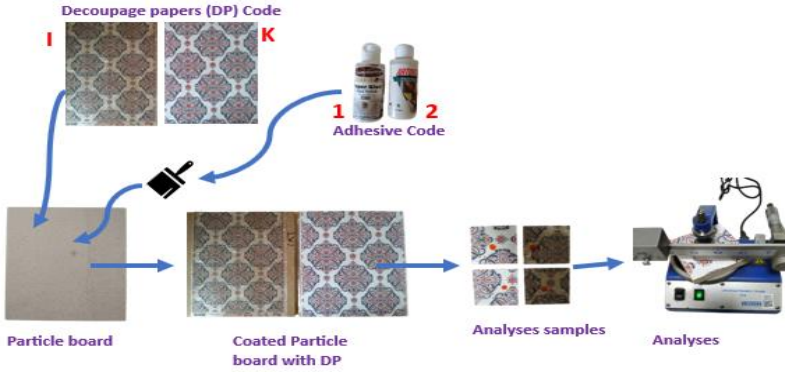 Decoupage papers (DP) Code
I
K
1
2
Adhesive Code
Particle board
Coated Particle
board with DP
Analyses samples
Analyses